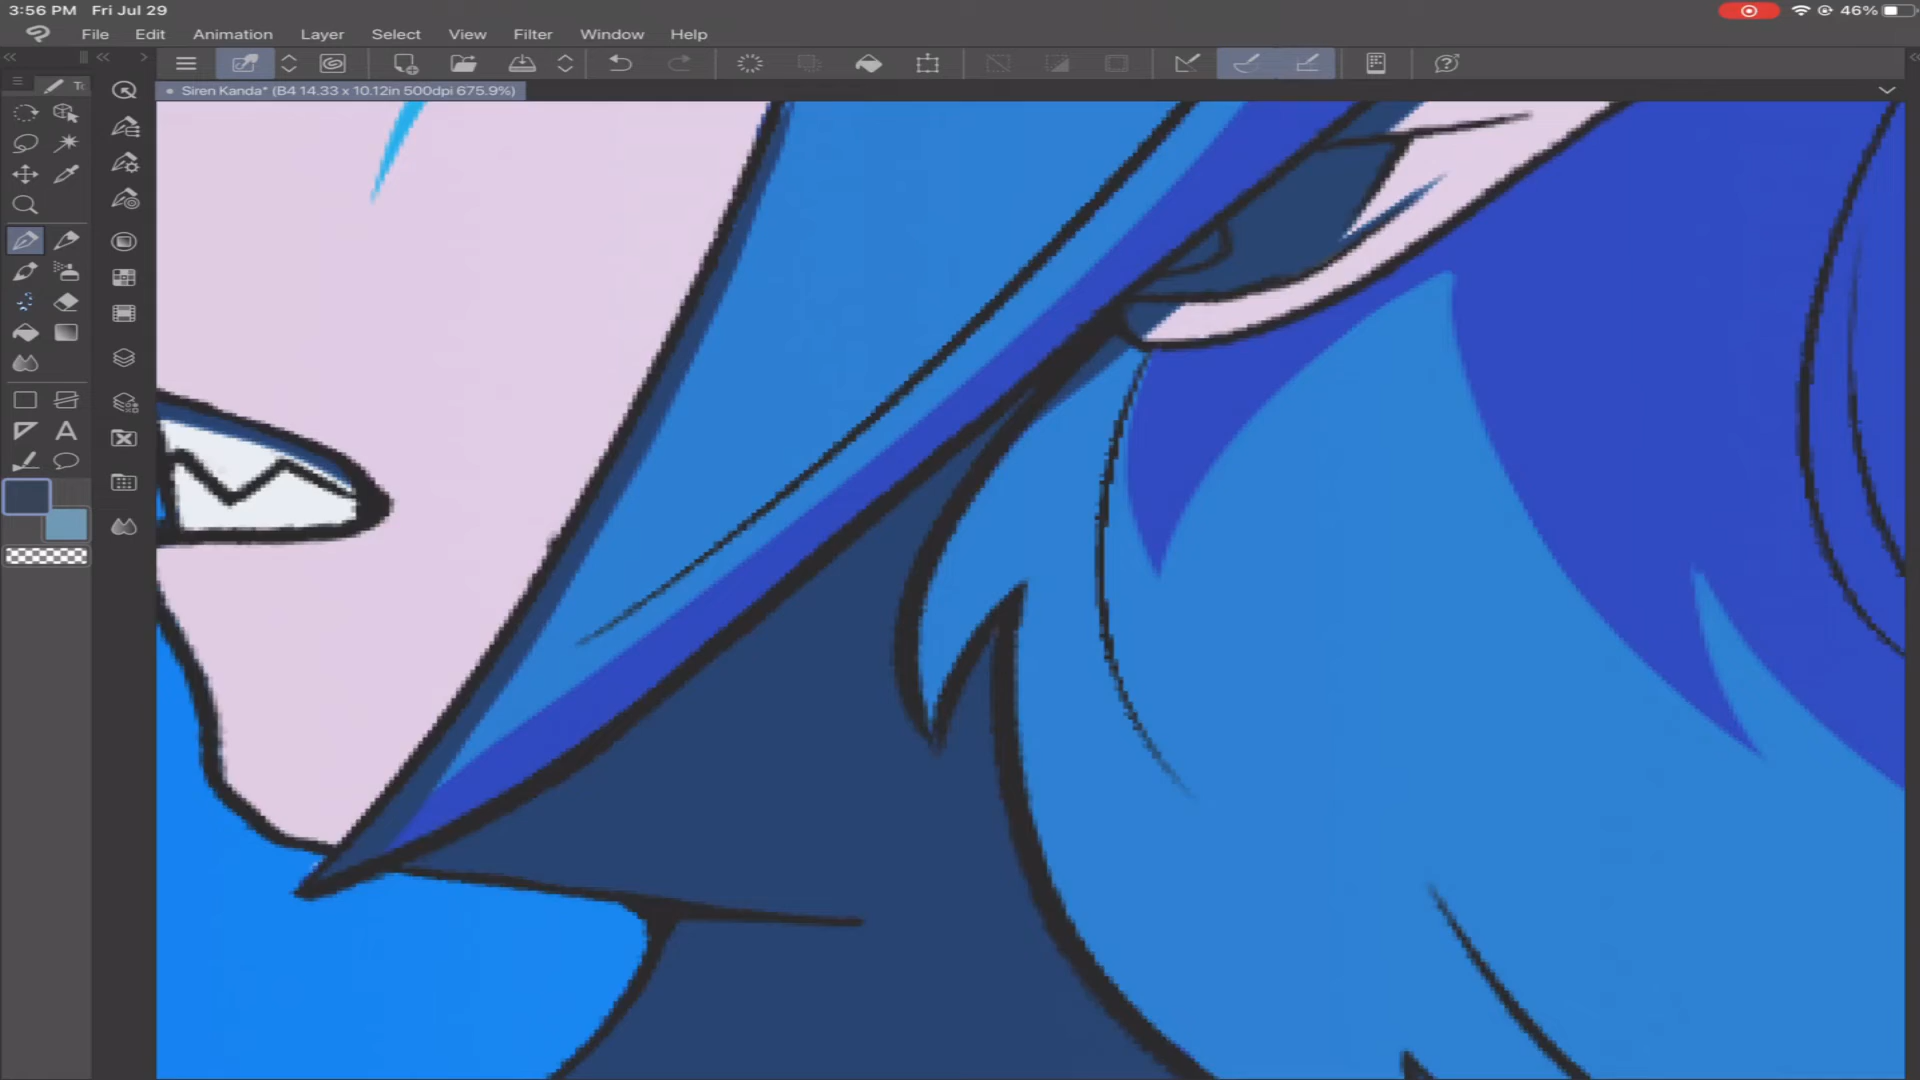 3:56 PM Fri Jul 29 46%
File Edit Animation Layer Select View Filter Window Help
Siren Kanda* (B4 14.33 x 10.12in 500dpi 675.9%)